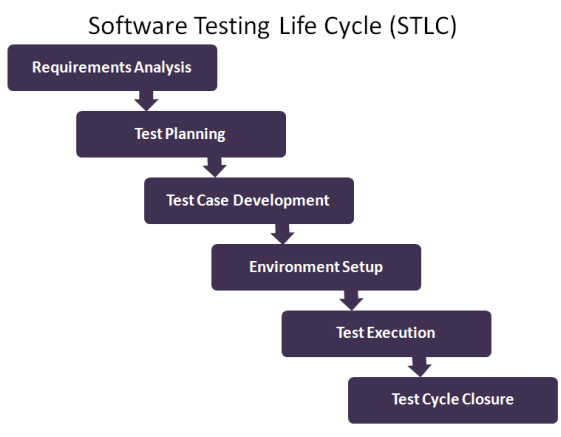 Software Testing Life Cycle (STLC)
Requirements Analysis
Test Planning
Test Case Development
Environment Setup
Test Execution
Test Cycle Closure